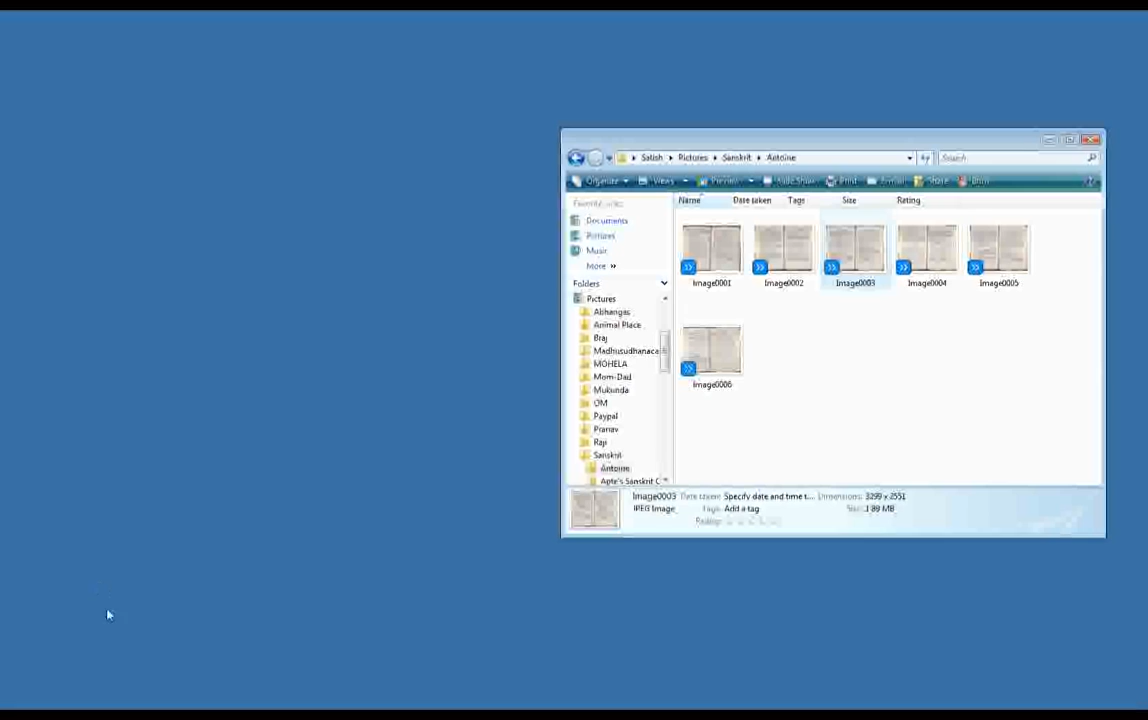 Satish ▸ Pictures ▸ Sanskrit ▸ Antoine
Search
Organize Views Preview Slide Show Print E-mail Share Burn
Favorite Links
Documents
Pictures
Music
More »
Folders
Pictures
Abhangas
Animal Place
Braj
Madhusudhanaca
MOHELA
Mom-Dad
Mukunda
OM
Paypal
Pranav
Raji
Sanskrit
Antoine
Apte's Sanskrit C
Name Date taken Tags Size Rating
Image0001 Image0002 Image0003 Image0004 Image0005
Image0006
Image0003 Date taken: Specify date and time t... Dimensions: 3299 x 2551
JPEG Image Tags: Add a tag Size: 1.89 MB
Rating: